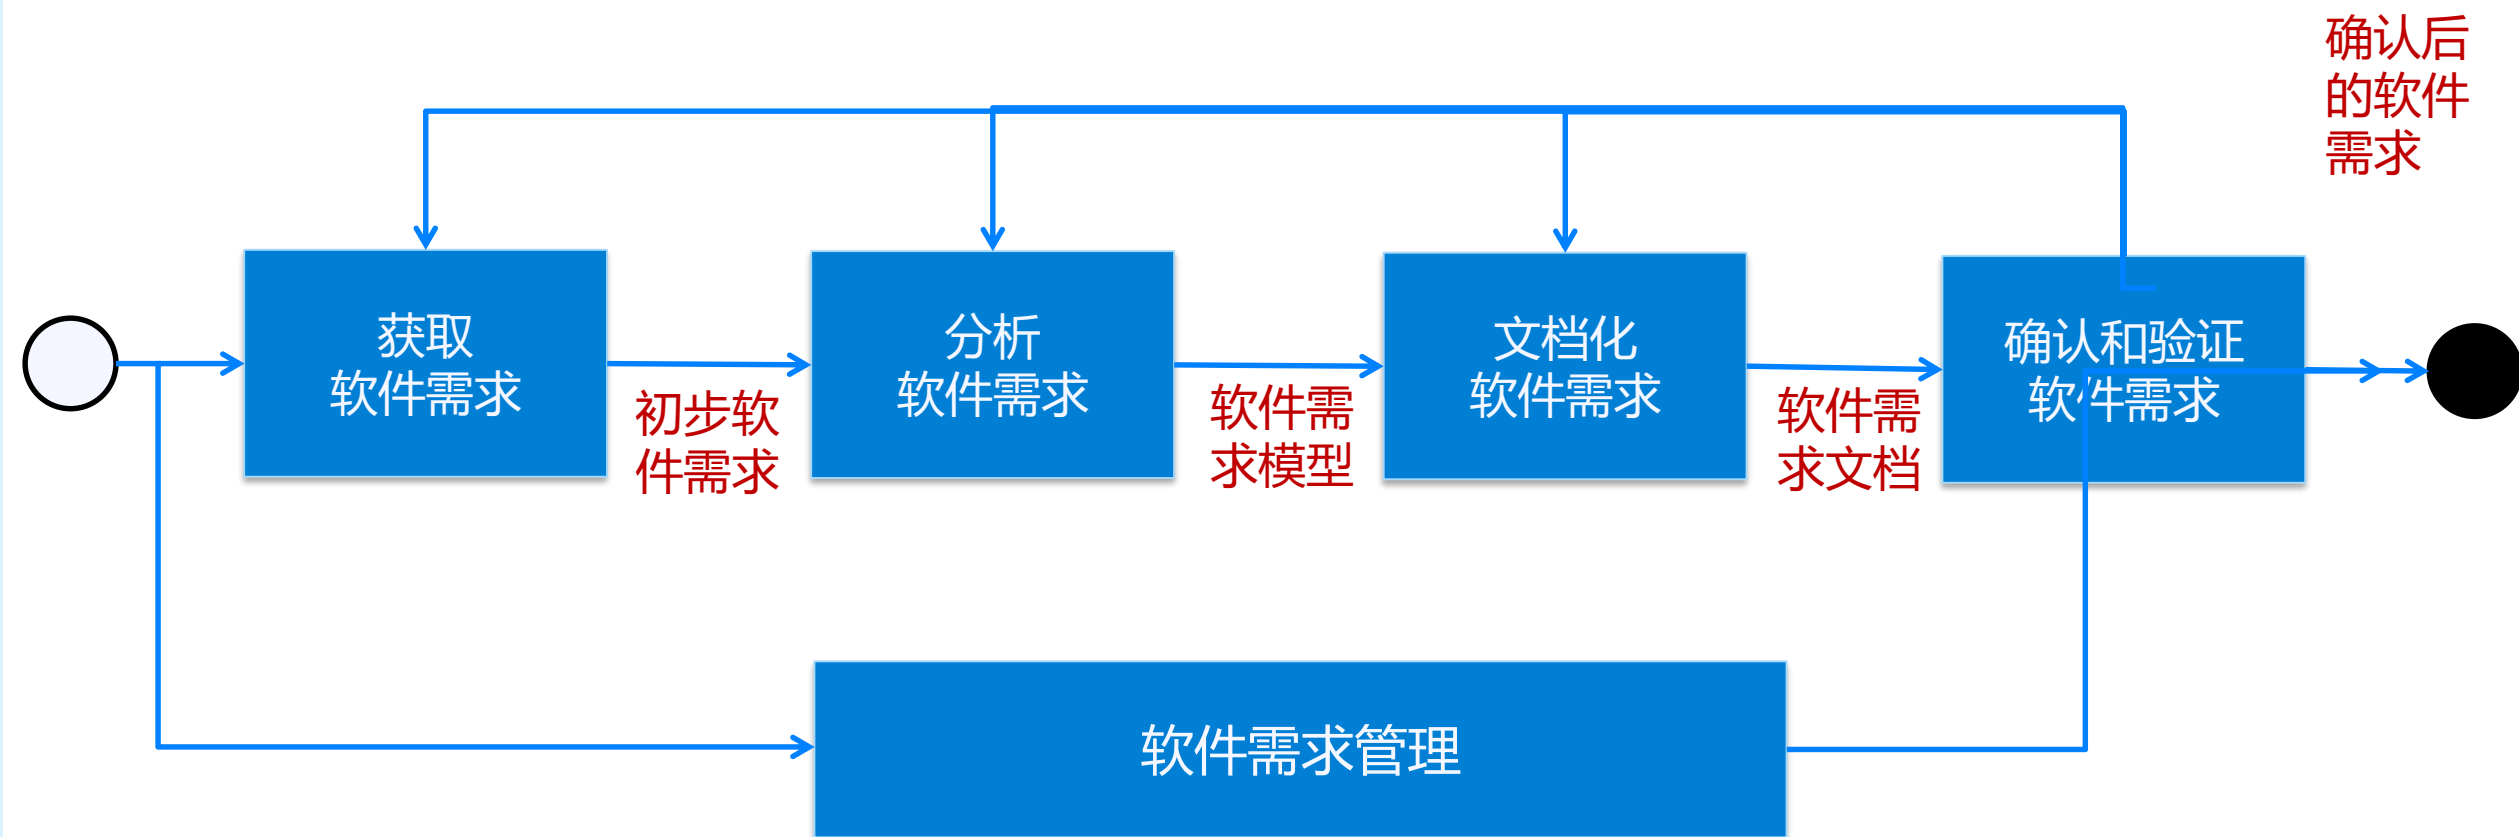 确认后
的软件
需求
获取
软件需求
初步软
件需求
分析
软件需求
软件需
求模型
文档化
软件需求
软件需
求文档
确认和验证
软件需求
软件需求管理